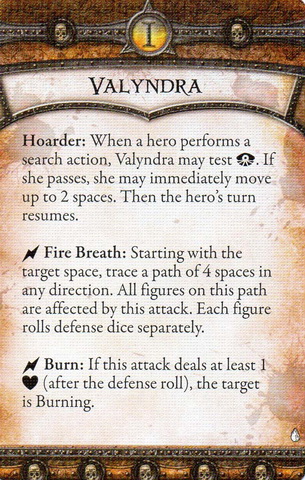 I
VALYNDRA
Hoarder: When a hero performs a
search action, Valyndra may test . If
she passes, she may immediately move
up to 2 spaces. Then the hero's turn
resumes.
Fire Breath: Starting with the
target space, trace a path of 4 spaces in
any direction. All figures on this path
are affected by this attack. Each figure
rolls defense dice separately.
Burn: If this attack deals at least 1
(after the defense roll), the target
is Burning.